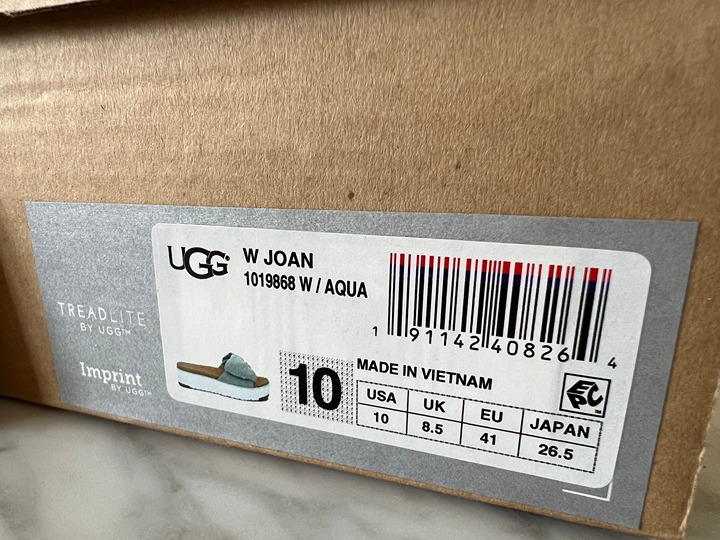 TREADLITE
BY UGG™
Imprint
BY UGG™
UGG®
W JOAN
1019868 W / AQUA
1 91142 40826 4
10
MADE IN VIETNAM
USA UK EU JAPAN
10 8.5 41 26.5
EPC™